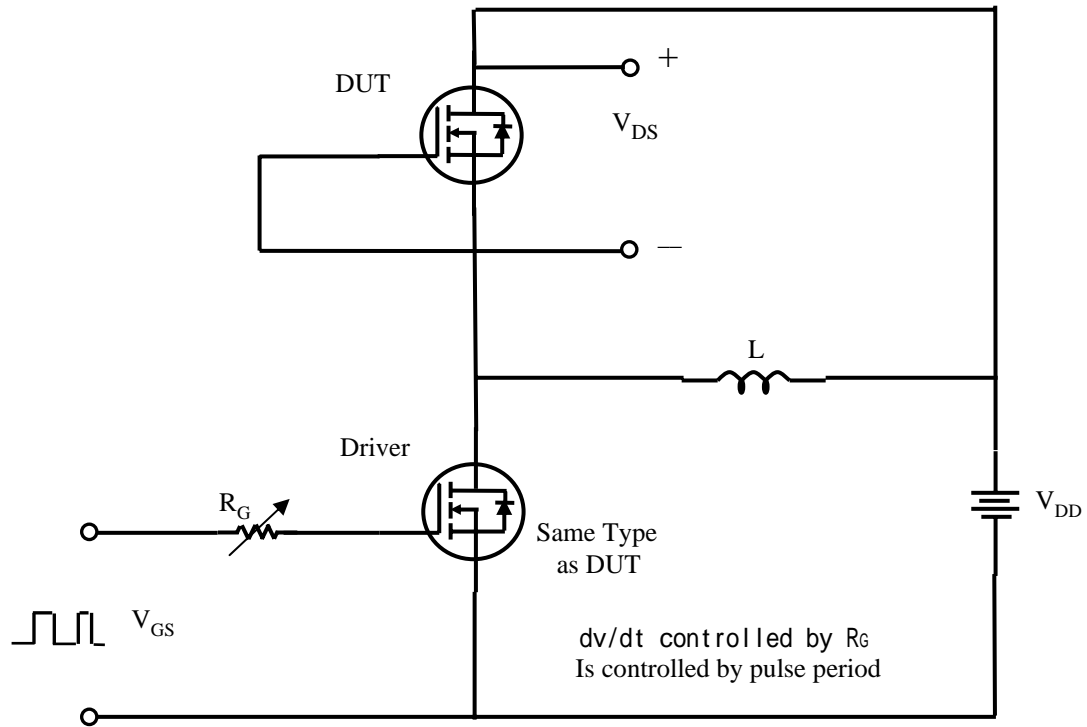 +
DUT
V_DS
—
L
Driver
R_G
V_DD
Same Type
as DUT
V_GS
dv/dt controlled by RG
Is controlled by pulse period